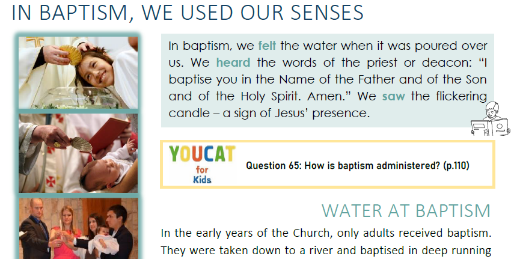 IN BAPTISM, WE USED OUR SENSES
In baptism, we felt the water when it was poured over
us. We heard the words of the priest or deacon: “I
baptise you in the Name of the Father and of the Son
and of the Holy Spirit. Amen.” We saw the flickering
candle – a sign of Jesus’ presence.
YOUCAT
for
Kids
Question 65: How is baptism administered? (p.110)
WATER AT BAPTISM
In the early years of the Church, only adults received baptism.
They were taken down to a river and baptised in deep running